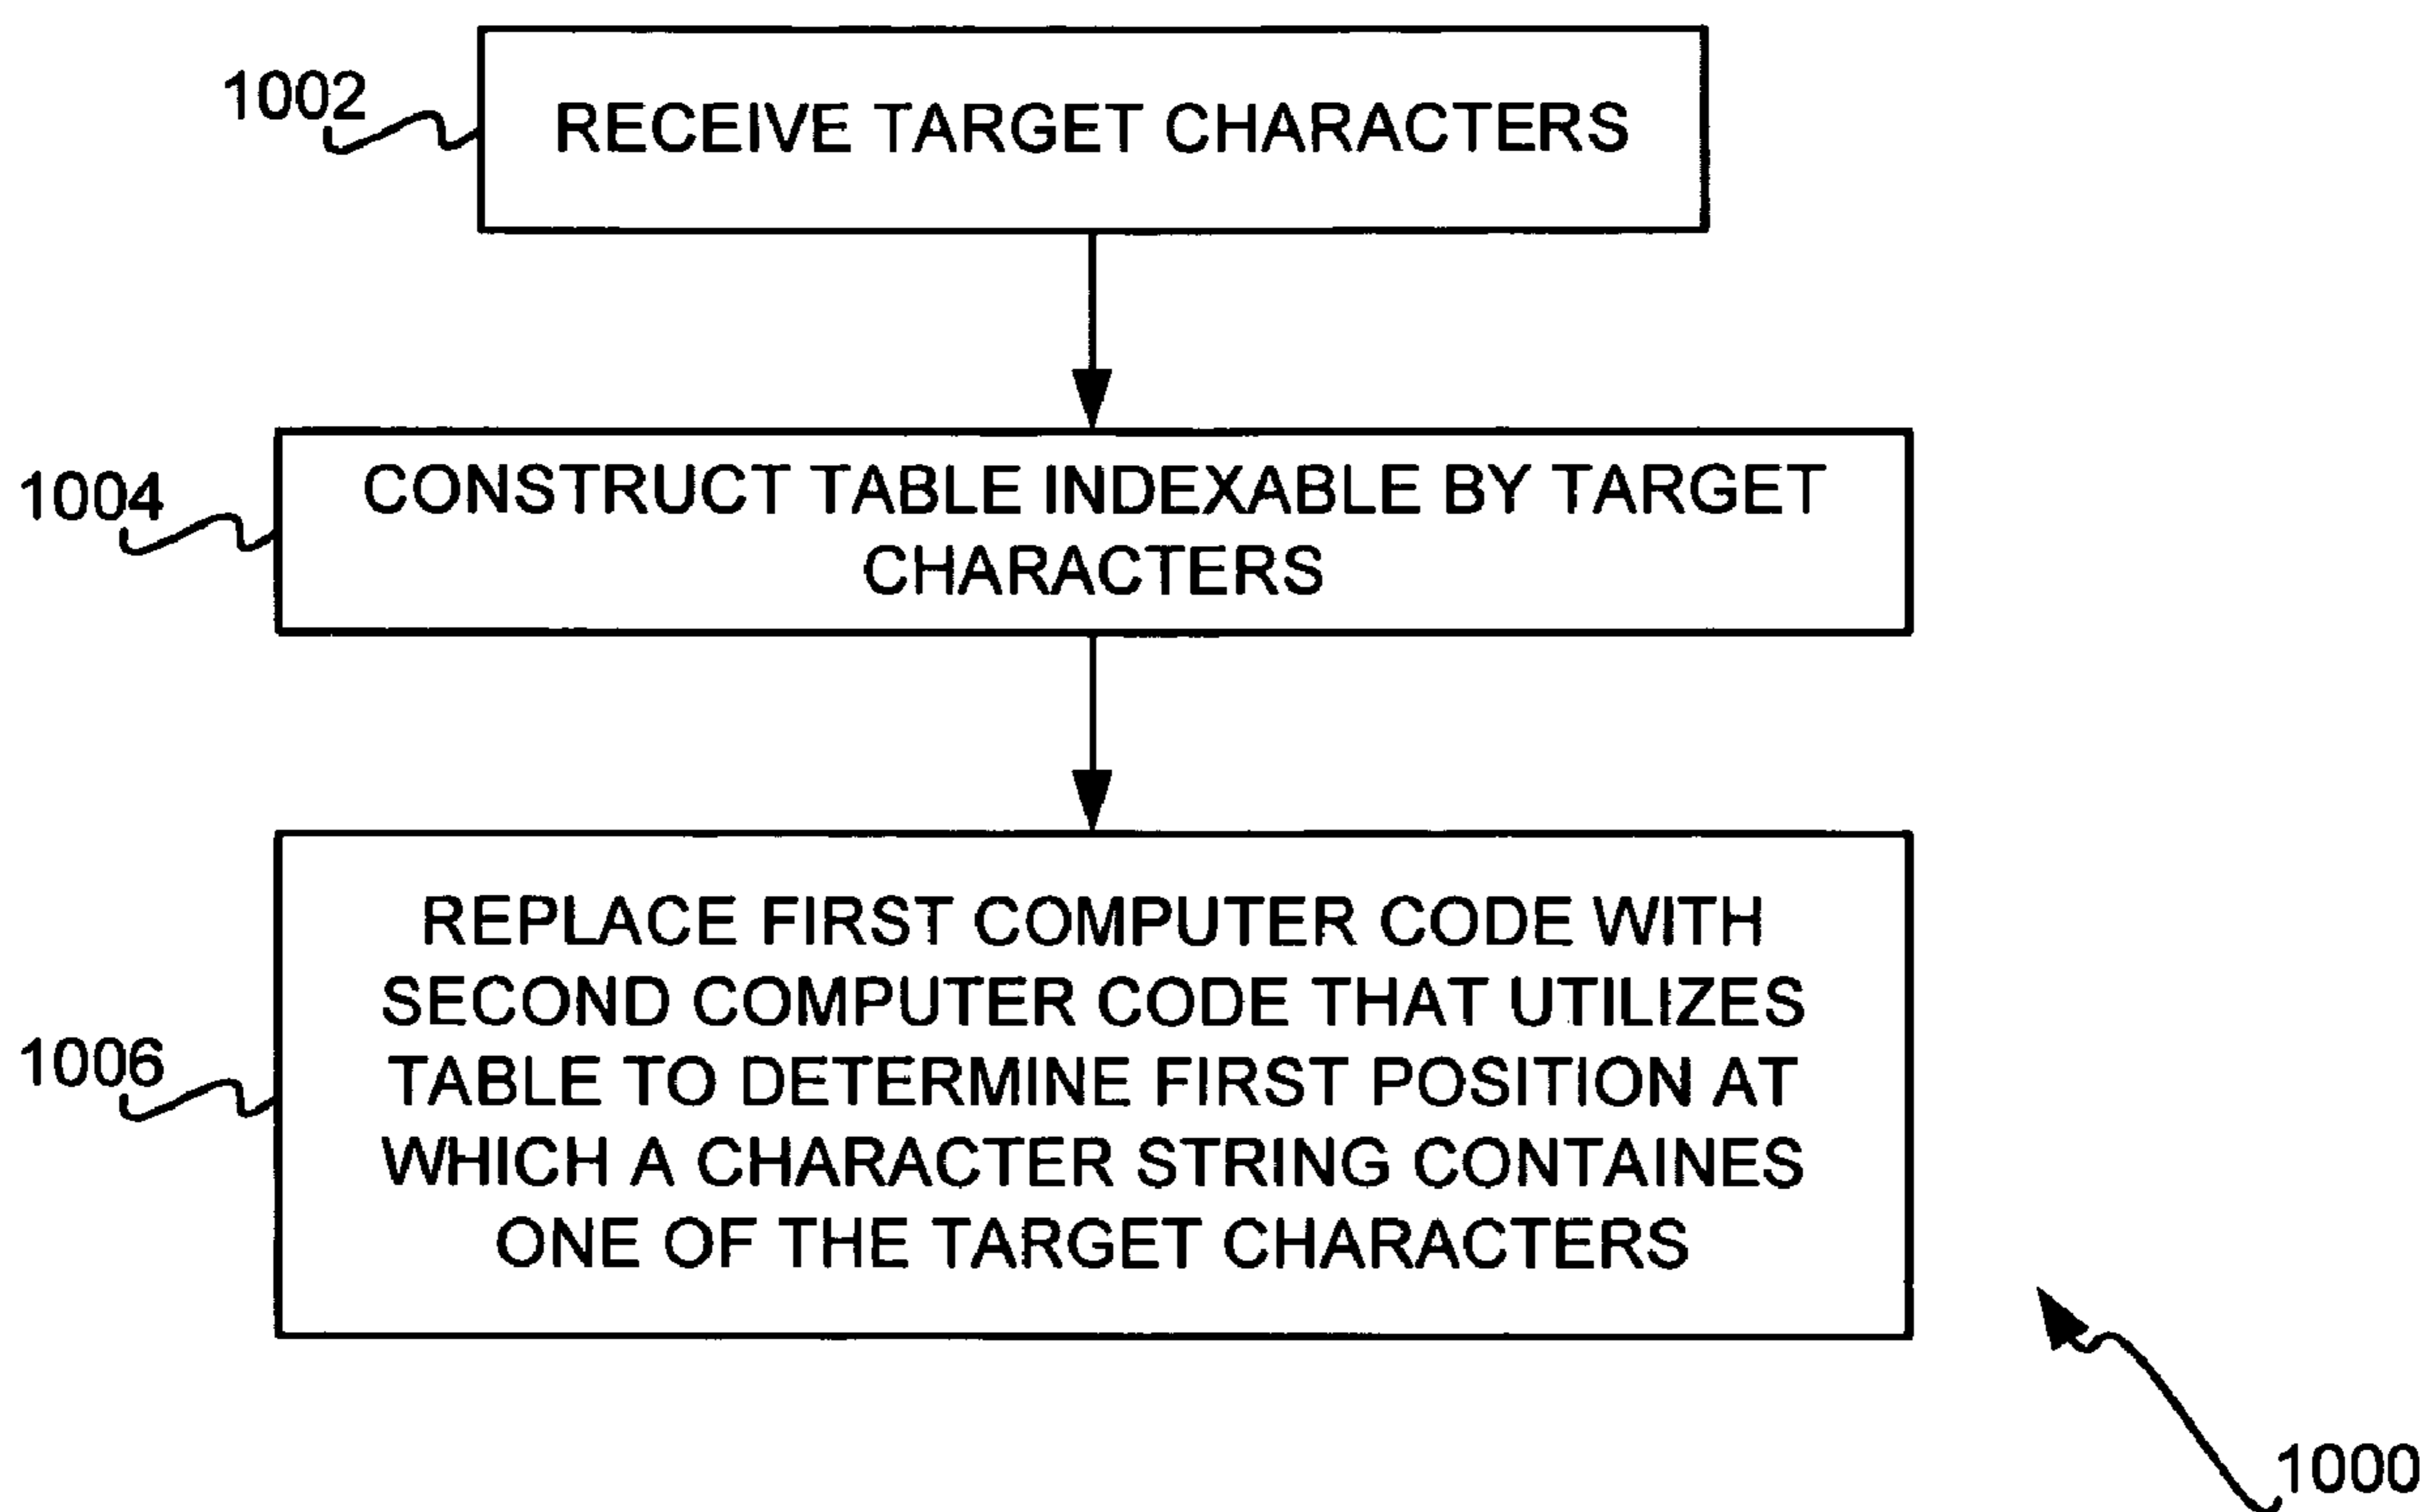 1002
RECEIVE TARGET CHARACTERS
1004
CONSTRUCT TABLE INDEXABLE BY TARGET
CHARACTERS
1006
REPLACE FIRST COMPUTER CODE WITH
SECOND COMPUTER CODE THAT UTILIZES
TABLE TO DETERMINE FIRST POSITION AT
WHICH A CHARACTER STRING CONTAINES
ONE OF THE TARGET CHARACTERS
1000